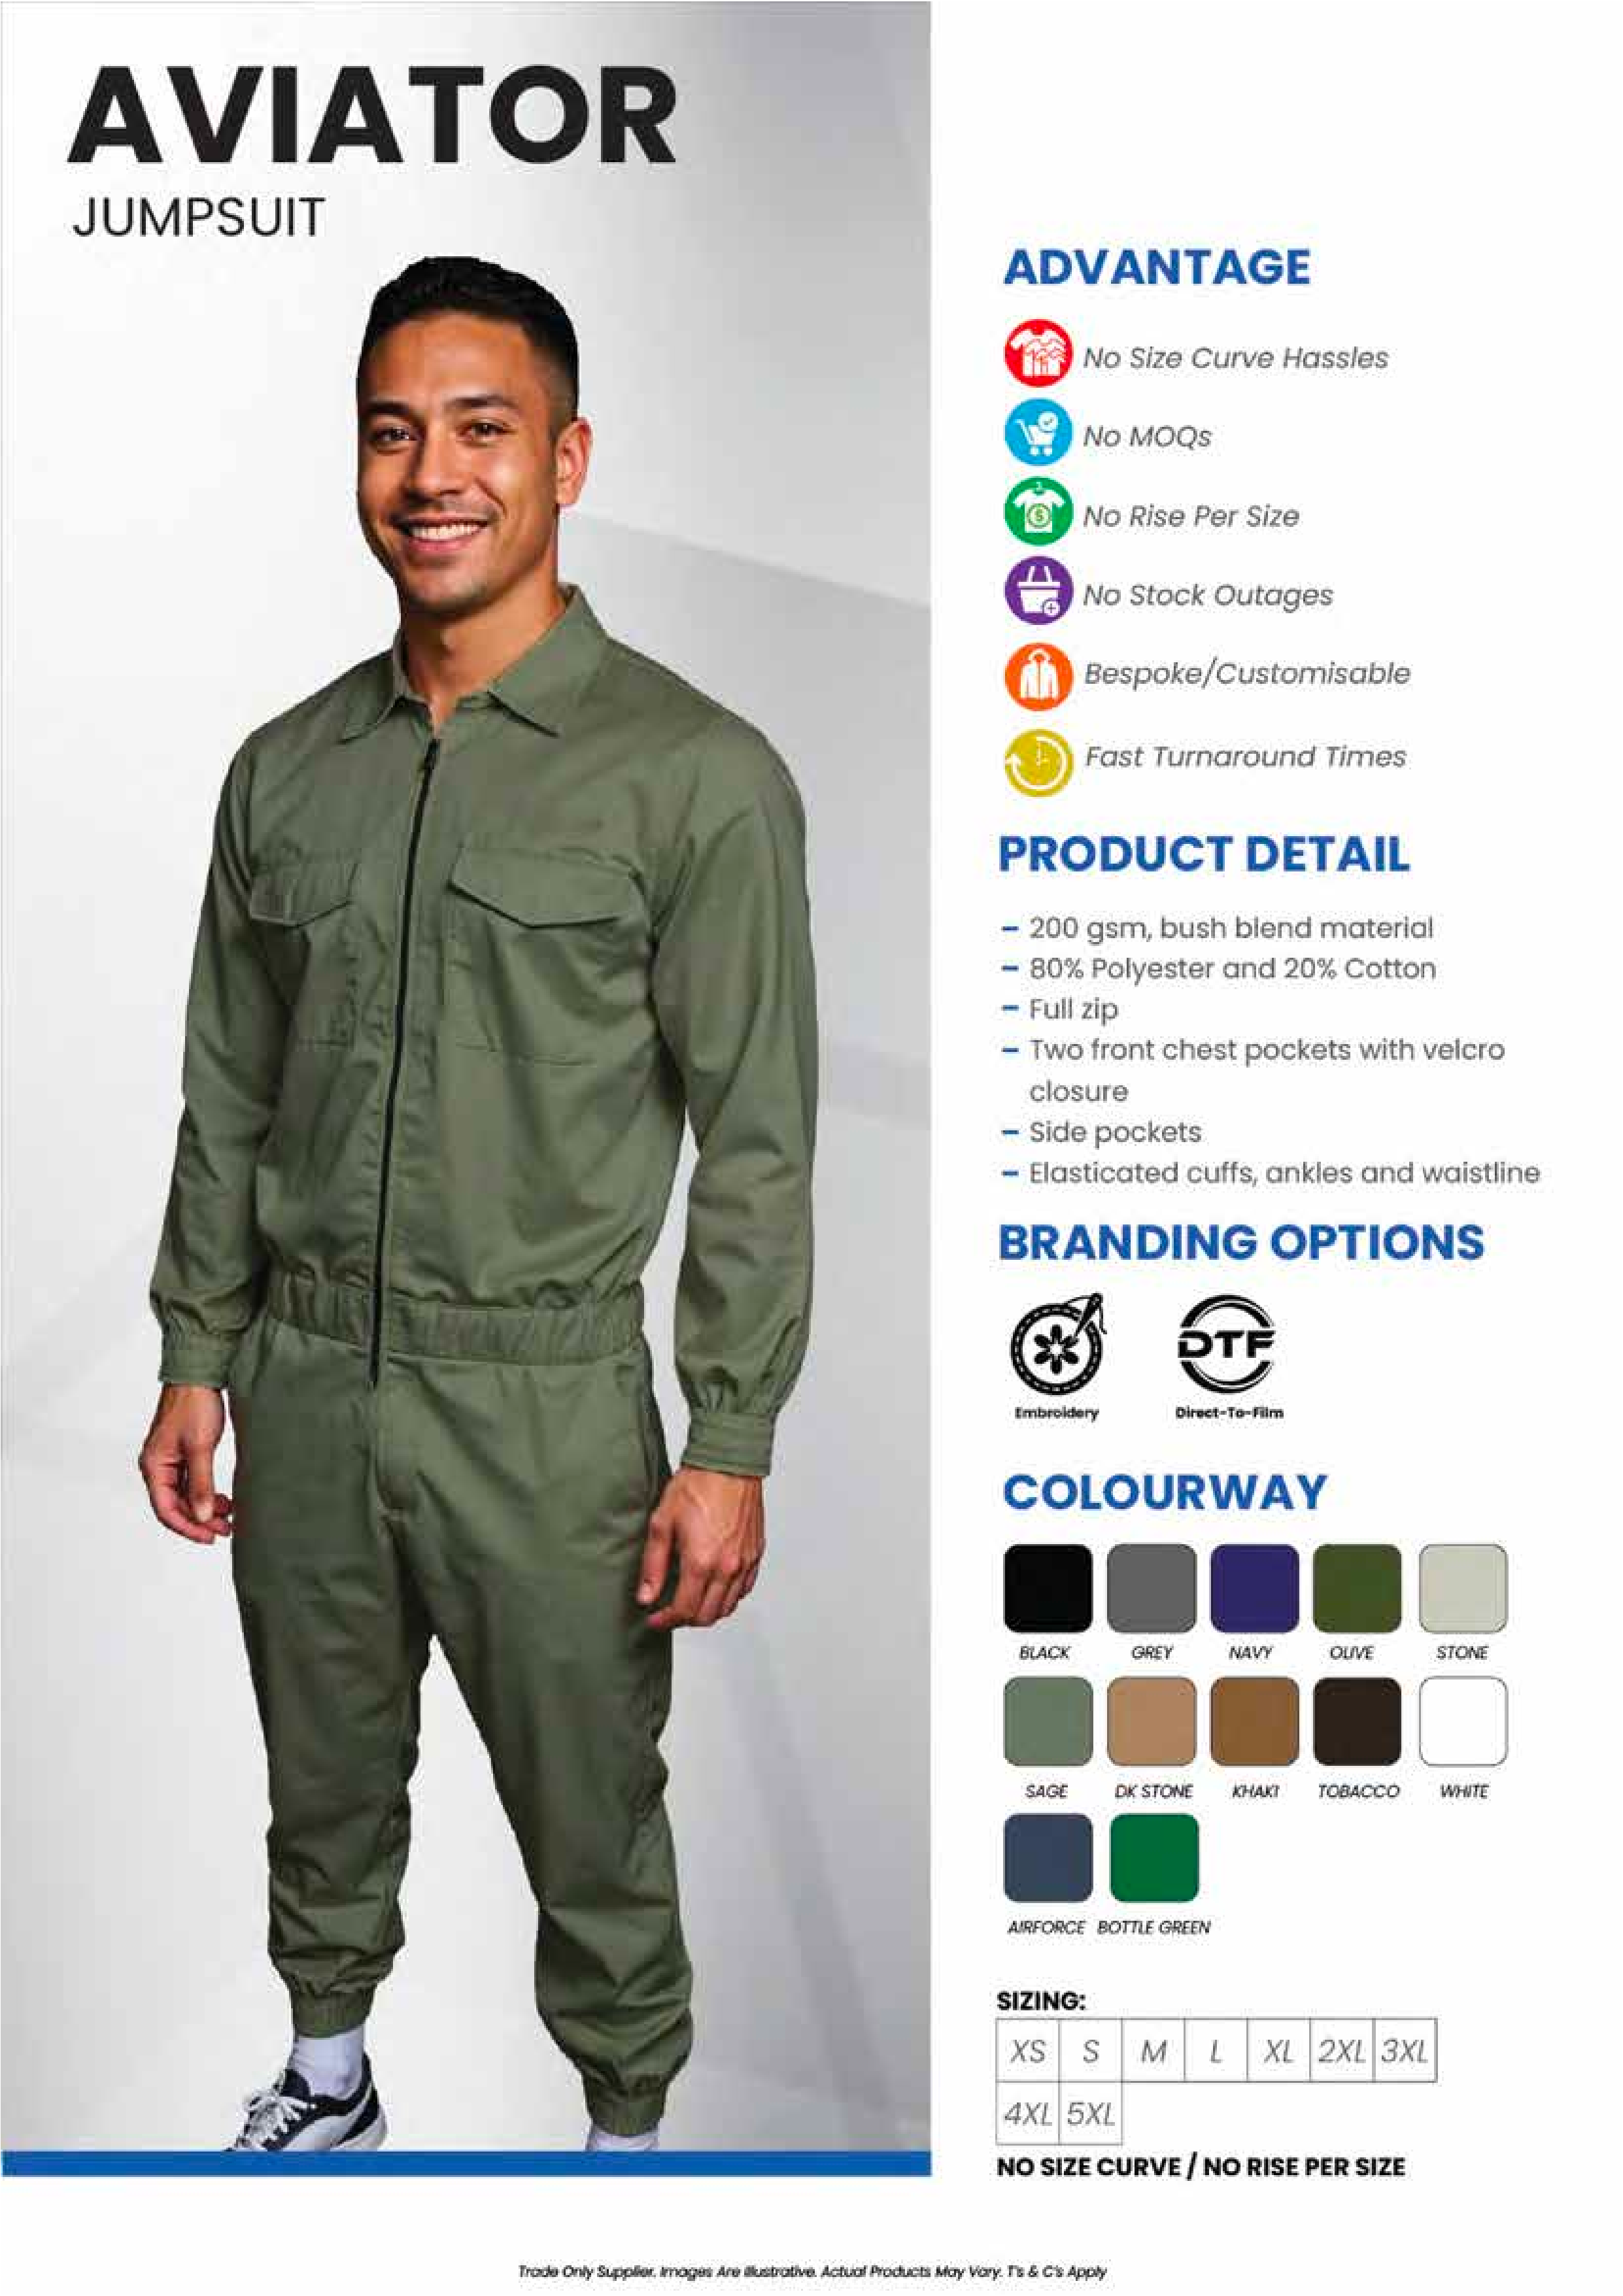 AVIATOR
JUMPSUIT
ADVANTAGE
No Size Curve Hassles
No MOQs
No Rise Per Size
No Stock Outages
Bespoke/Customisable
Fast Turnaround Times
PRODUCT DETAIL
– 200 gsm, bush blend material
– 80% Polyester and 20% Cotton
– Full zip
– Two front chest pockets with velcro
closure
– Side pockets
– Elasticated cuffs, ankles and waistline
BRANDING OPTIONS
DTF
Embroidery Direct-To-Film
COLOURWAY
BLACK GREY NAVY OLIVE STONE
SAGE DK STONE KHAKI TOBACCO WHITE
AIRFORCE BOTTLE GREEN
SIZING:
XS S M L XL 2XL 3XL
4XL 5XL
NO SIZE CURVE / NO RISE PER SIZE
Trade Only Supplier. Images Are Illustrative. Actual Products May Vary. T's & C's Apply